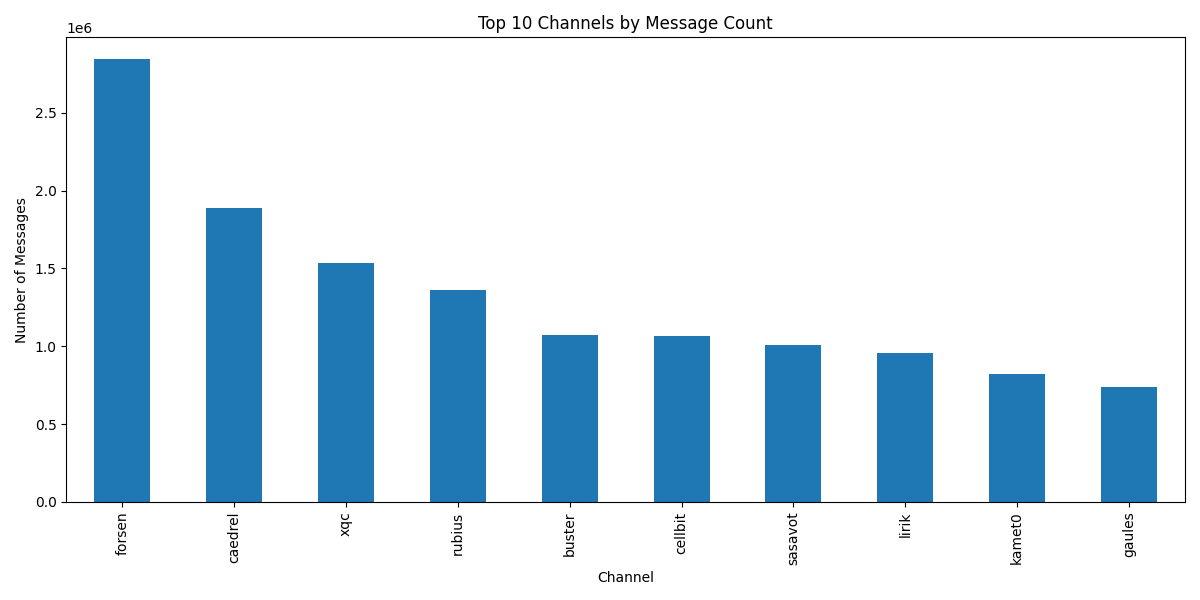 Top 10 Channels by Message Count
1e6
2.5
2.0
1.5
1.0
0.5
0.0
Number of Messages
forsen
caedrel
xqc
rubius
buster
cellbit
sasavot
lirik
kamet0
gaules
Channel